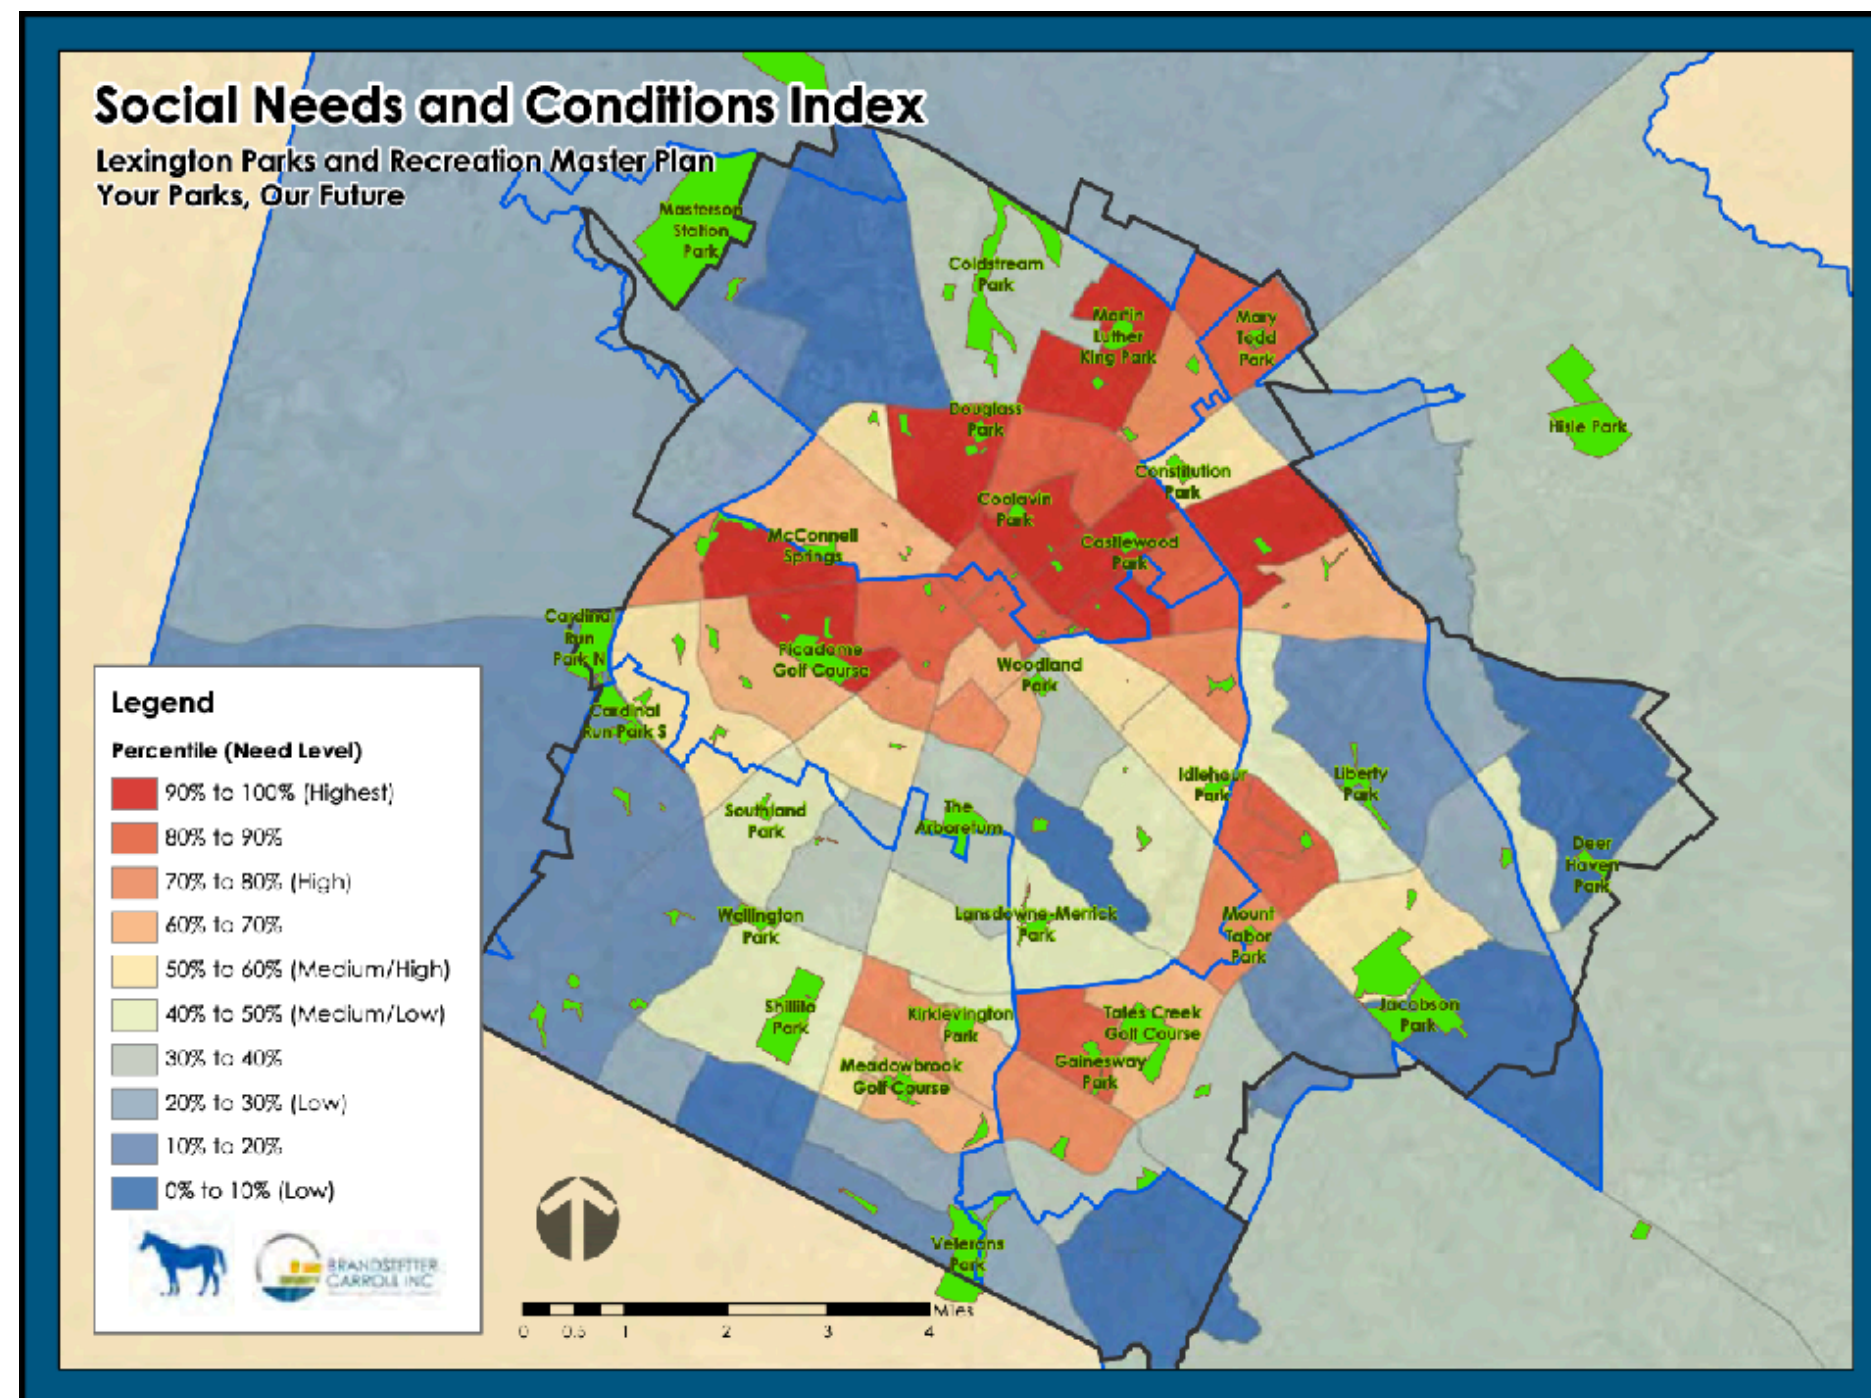 Social Needs and Conditions Index
Lexington Parks and Recreation Master Plan
Your Parks, Our Future
Masterson
Station
Park
Coldstream
Park
Martin
Luther
King Park
Mary
Todd
Park
Hisle Park
Douglass
Park
Constitution
Park
Coolavin
Park
Castlewood
Park
McConnell
Springs
Cardinal
Run
Park N
Picadome
Golf Course
Woodland
Park
Cardinal
Run Park S
Idlehour
Park
Liberty
Park
Southland
Park
The
Arboretum
Deer
Haven
Park
Wellington
Park
Lansdowne-Merrick
Park
Mount
Tabor
Park
Shillito
Park
Kirklevington
Park
Tates Creek
Golf Course
Jacobson
Park
Meadowbrook
Golf Course
Gainesway
Park
Veterans
Park
Legend
Percentile (Need Level)
90% to 100% (Highest)
80% to 90%
70% to 80% (High)
60% to 70%
50% to 60% (Medium/High)
40% to 50% (Medium/Low)
30% to 40%
20% to 30% (Low)
10% to 20%
0% to 10% (Low)
BRANDSTETTER
CARROLL INC
Miles
0 0.5 1 2 3 4